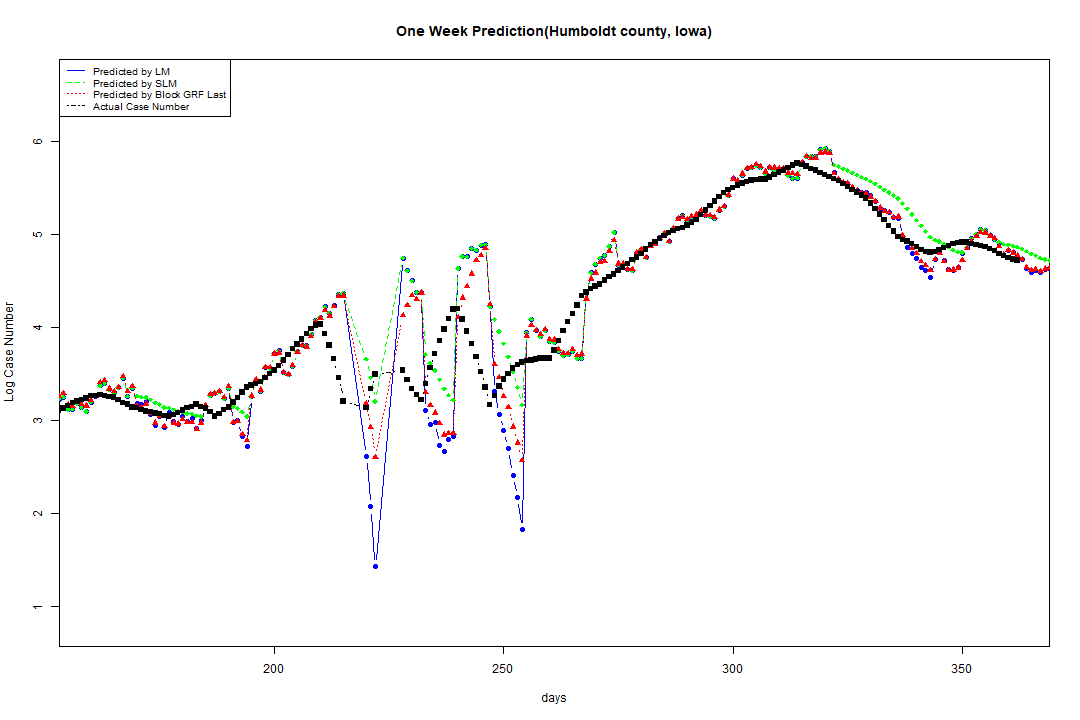 One Week Prediction(Humboldt county, Iowa)
Predicted by LM
Predicted by SLM
Predicted by Block GRF Last
Actual Case Number
Log Case Number
6
5
4
3
2
1
200 250 300 350
days